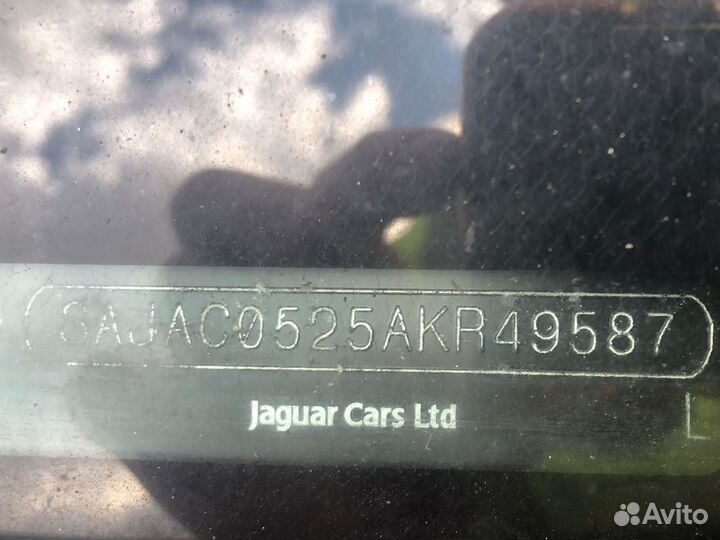 SAJAC0525AKR49587
Jaguar Cars Ltd
L
Avito